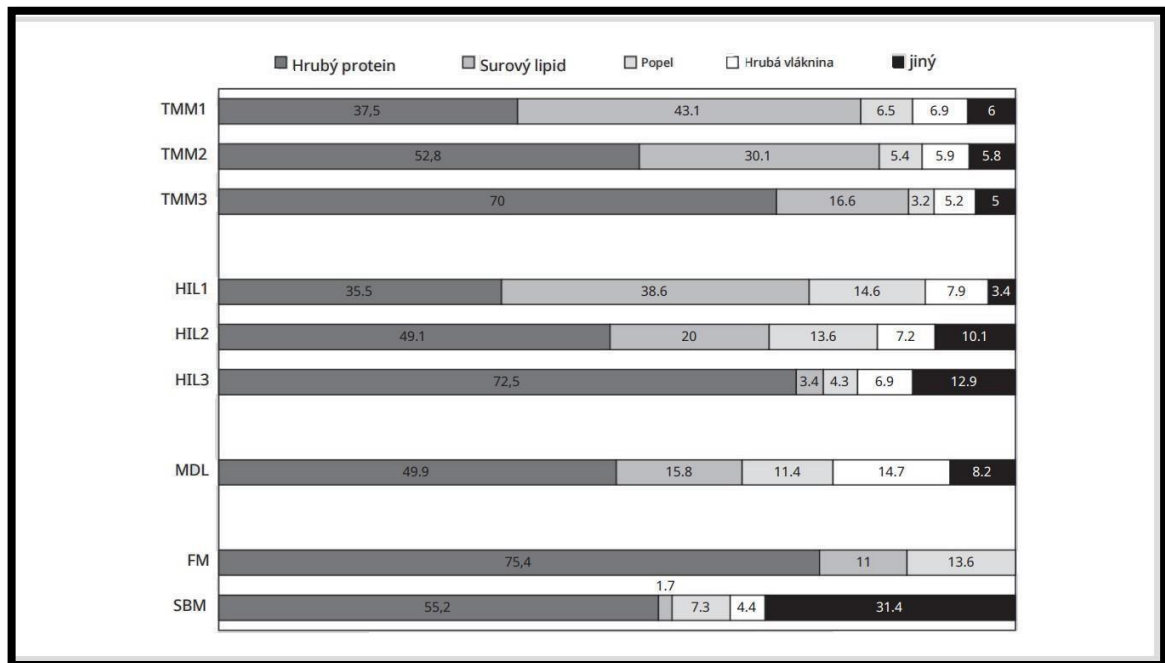 Hrubý protein Surový lipid Popel Hrubá vláknina jiný
TMM1 37,5 43.1 6.5 6.9 6
TMM2 52,8 30.1 5.4 5.9 5.8
TMM3 70 16.6 3.2 5.2 5
HIL1 35.5 38.6 14.6 7.9 3.4
HIL2 49.1 20 13.6 7.2 10.1
HIL3 72,5 3.4 4.3 6.9 12.9
MDL 49.9 15.8 11.4 14.7 8.2
FM 75,4 11 13.6
1.7
SBM 55,2 7.3 4.4 31.4